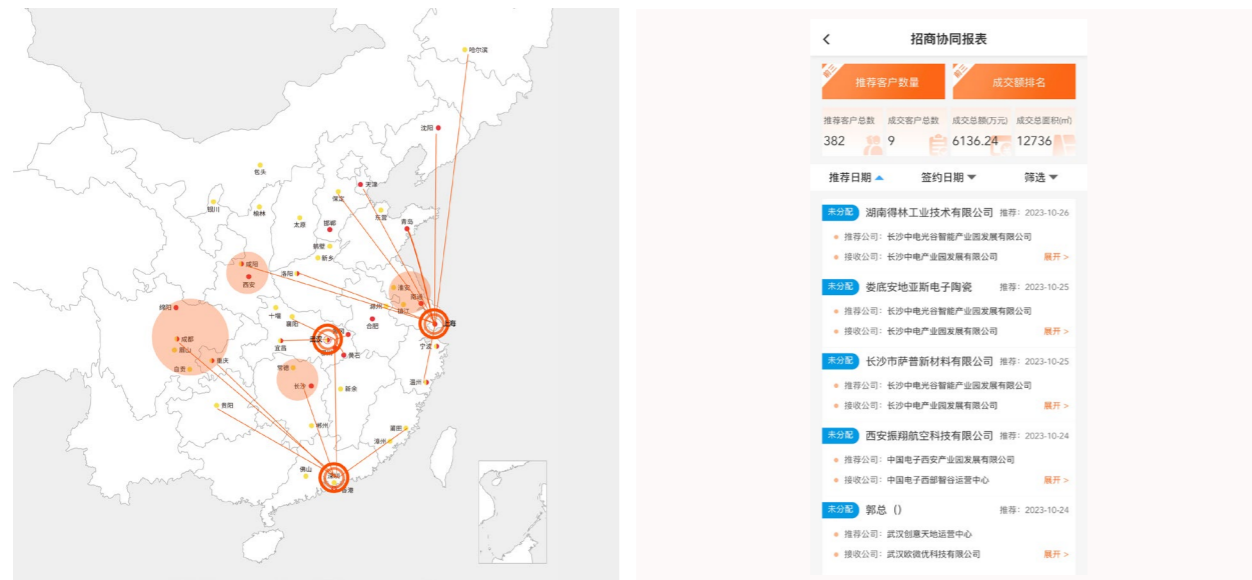 哈尔滨
沈阳
包头
天津
保定
银川
榆林
太原
东营
邯郸
青岛
鹤壁
新乡
咸阳
西安
洛阳
淮安
南通
镇江
滁州
绵阳
十堰
襄阳
合肥
上海
成都
眉山
重庆
自贡
宜昌
武汉
黄石
宁波
常德
长沙
新余
温州
贵阳
郴州
莆田
漳州
佛山
深圳
香港
招商协同报表
推荐客户数量 成交额排名
推荐客户总数 成交客户总数 成交总额(万元) 成交总面积(㎡)
382 9 6136.24 12736
推荐日期 签约日期 筛选
未分配 湖南得林工业技术有限公司 推荐：2023-10-26
推荐公司：长沙中电光谷智能产业园发展有限公司
接收公司：长沙中电产业园发展有限公司 展开 >
未分配 娄底安地亚斯电子陶瓷 推荐：2023-10-25
推荐公司：长沙中电光谷智能产业园发展有限公司
接收公司：长沙中电产业园发展有限公司 展开 >
未分配 长沙市萨普新材料有限公司 推荐：2023-10-25
推荐公司：长沙中电光谷智能产业园发展有限公司
接收公司：长沙中电产业园发展有限公司 展开 >
未分配 西安振翔航空科技有限公司 推荐：2023-10-24
推荐公司：中国电子西安产业园发展有限公司
接收公司：中国电子西部智谷运营中心 展开 >
未分配 郭总（） 推荐：2023-10-24
推荐公司：武汉创意天地运营中心
接收公司：武汉欧微优科技有限公司 展开 >